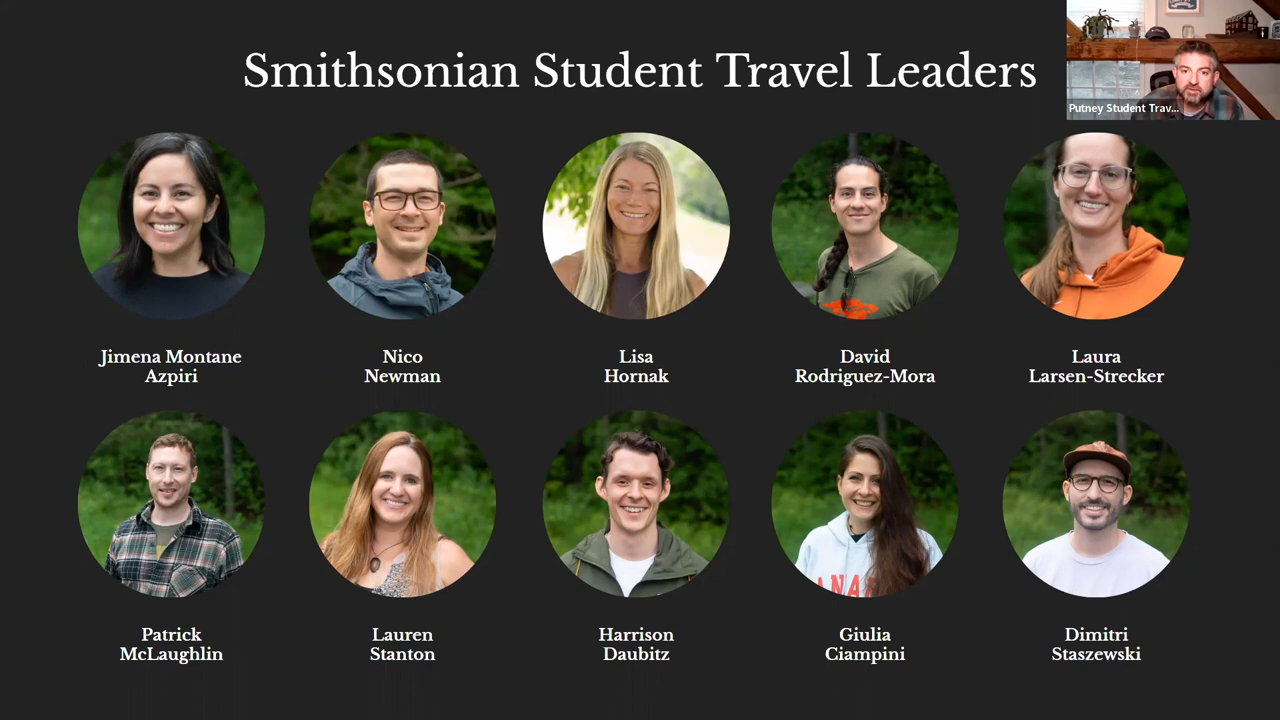 Smithsonian Student Travel Leaders
Putney Student Trav...
Jimena Montane
Azpiri
Nico
Newman
Lisa
Hornak
David
Rodriguez-Mora
Laura
Larsen-Strecker
Patrick
McLaughlin
Lauren
Stanton
Harrison
Daubitz
Giulia
Ciampini
Dimitri
Staszewski